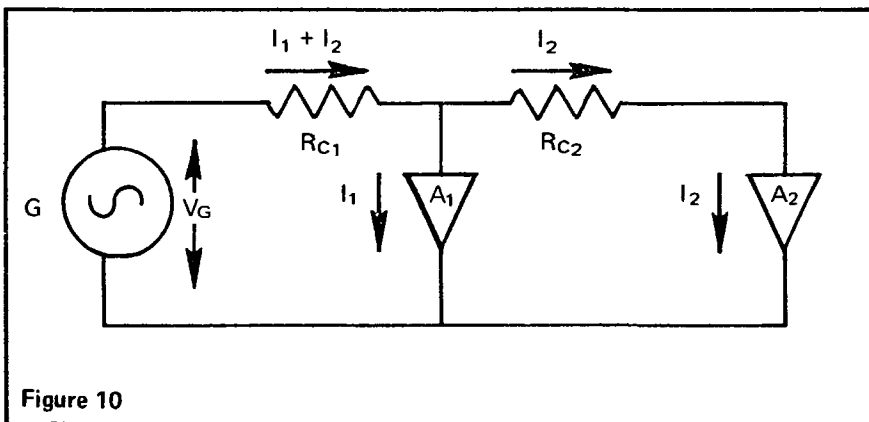 I₁ + I₂
I₂
RC₁
RC₂
G
VG
I₁
A₁
I₂
A₂
Figure 10